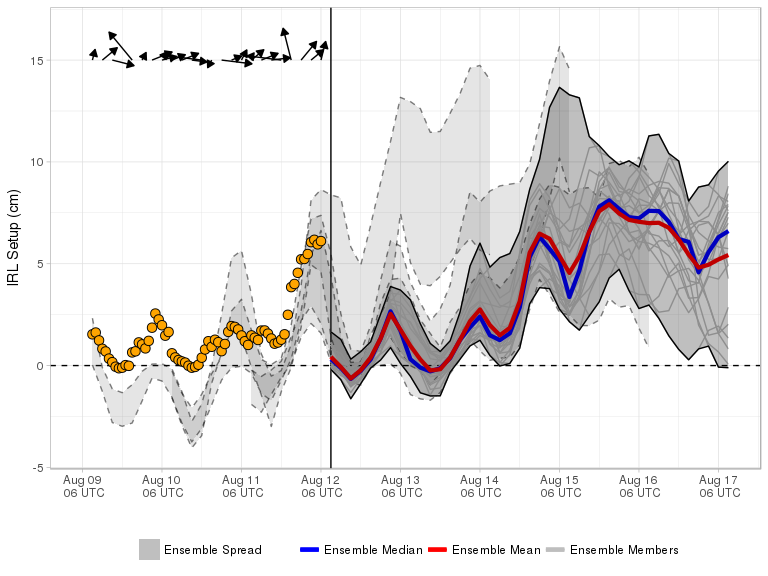 15
10
5
0
-5
IRL Setup (cm)
Aug 09 Aug 10 Aug 11 Aug 12 Aug 13 Aug 14 Aug 15 Aug 16 Aug 17
06 UTC 06 UTC 06 UTC 06 UTC 06 UTC 06 UTC 06 UTC 06 UTC 06 UTC
Ensemble Spread Ensemble Median Ensemble Mean Ensemble Members